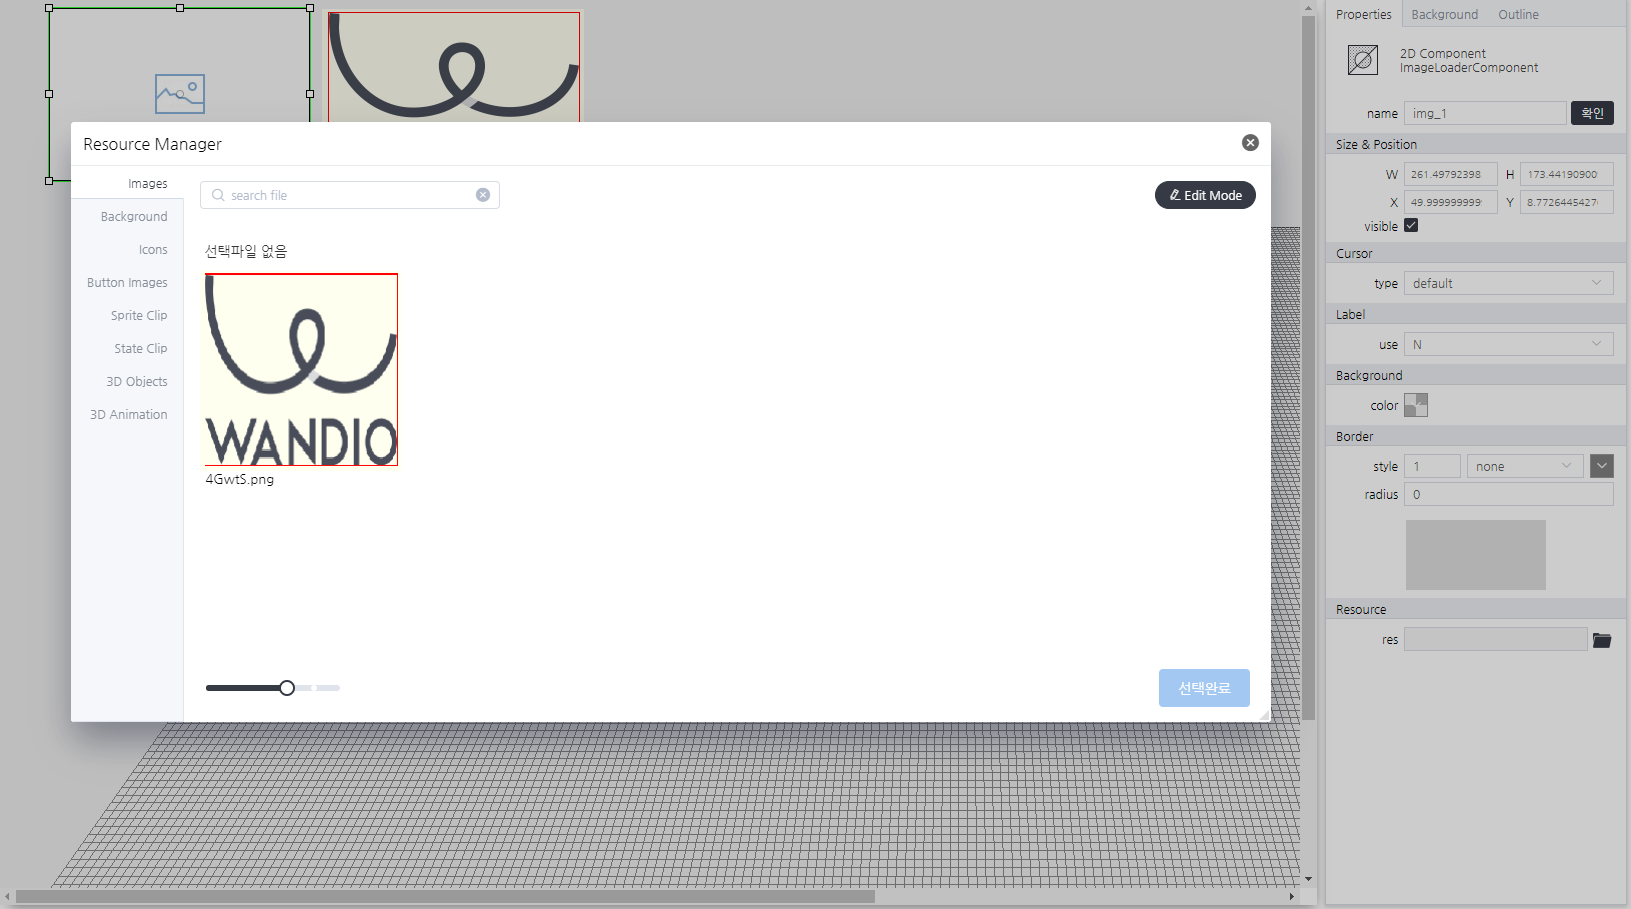 Properties
Background
Outline
2D Component
ImageLoaderComponent
name
img_1
확인
Size & Position
W
261.49792398
H
173.44190900
X
49.999999999
Y
8.772644542
visible
Cursor
type
default
Label
use
N
Background
color
Border
style
1
none
radius
0
Resource
res
Resource Manager
Images
Background
Icons
Button Images
Sprite Clip
State Clip
3D Objects
3D Animation
search file
Edit Mode
선택파일 없음
WANDIO
4GwtS.png
선택완료